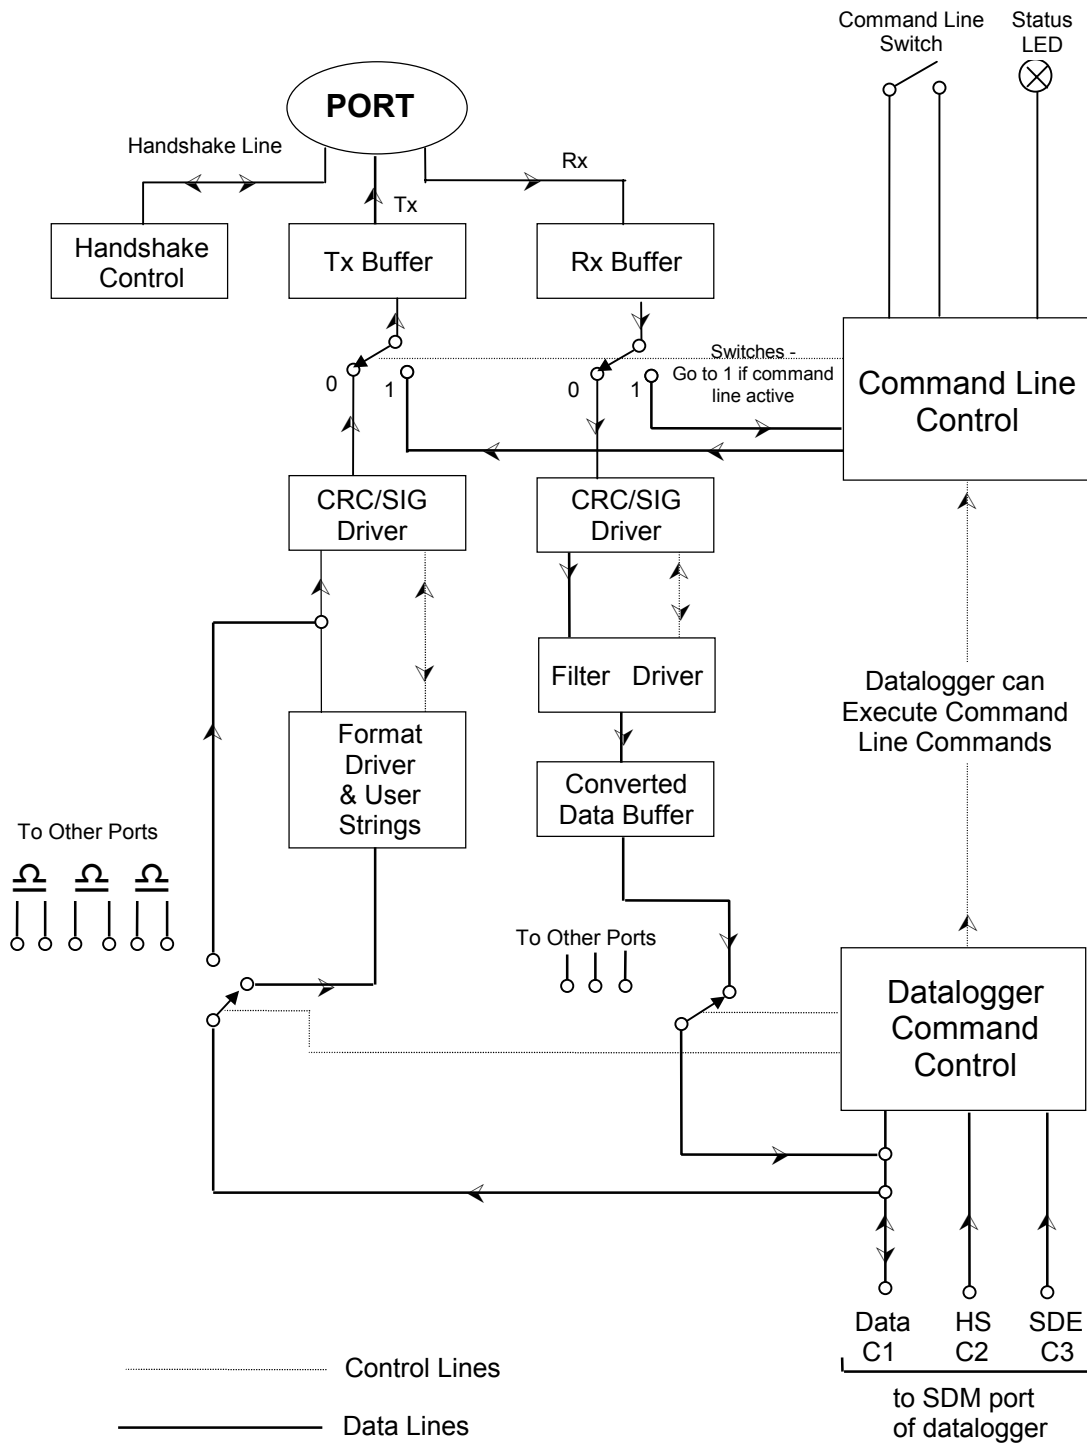 Command Line
Switch
Status
LED
PORT
Handshake Line
Rx
Tx
Handshake
Control
Tx Buffer
Rx Buffer
Switches -
Go to 1 if command
line active
0
1
0
1
Command Line
Control
CRC/SIG
Driver
CRC/SIG
Driver
Filter Driver
Datalogger can
Execute Command
Line Commands
Format
Driver
& User
Strings
Converted
Data Buffer
To Other Ports
To Other Ports
Datalogger
Command
Control
Data
C1
HS
C2
SDE
C3
to SDM port
of datalogger
Control Lines
Data Lines